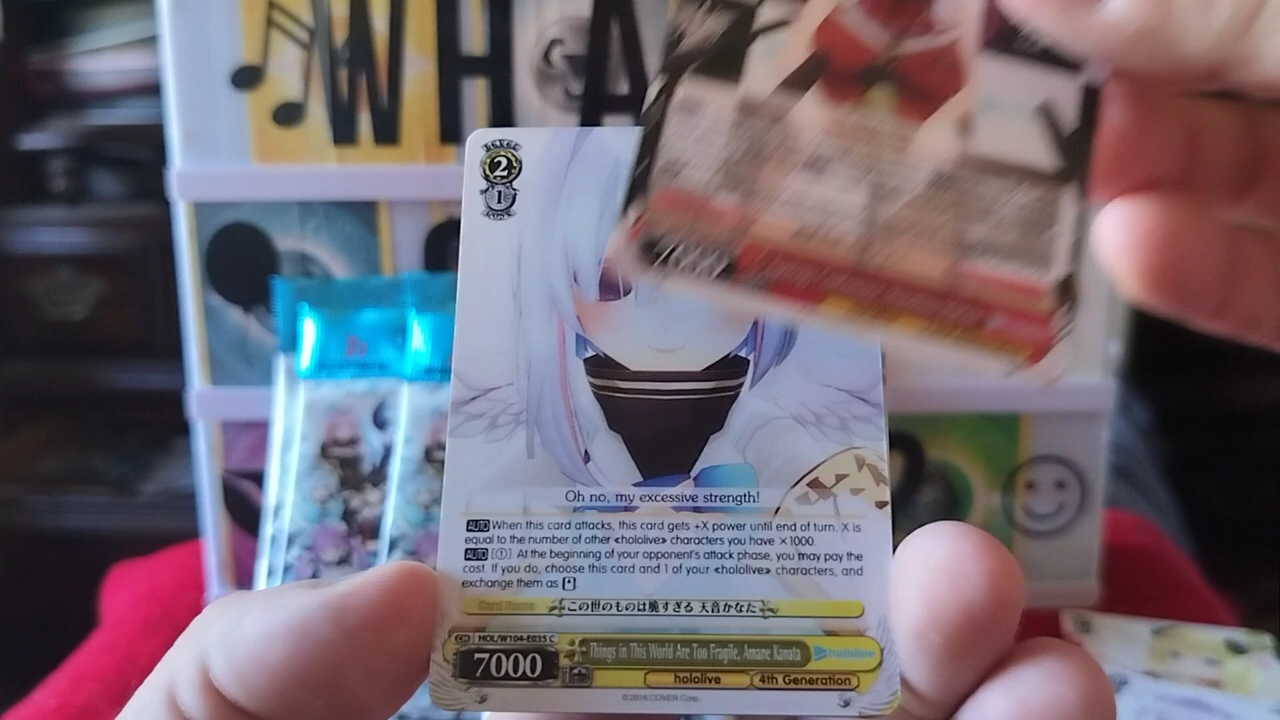 WHA
2
1
Oh no, my excessive strength!
AUTO When this card attacks, this card gets +X power until end of turn. X is
equal to the number of other «hololive» characters you have ×1000.
AUTO [①] At the beginning of your opponent's attack phase, you may pay the
cost. If you do, choose this card and 1 of your «hololive» characters, and
exchange them as
Card Name
この世のものは脆すぎる 天音かなた
CH HOL/W104-E035 C
7000
Things in This World Are Too Fragile, Amane Kanata
hololive
4th Generation
©2016 COVER Corp.